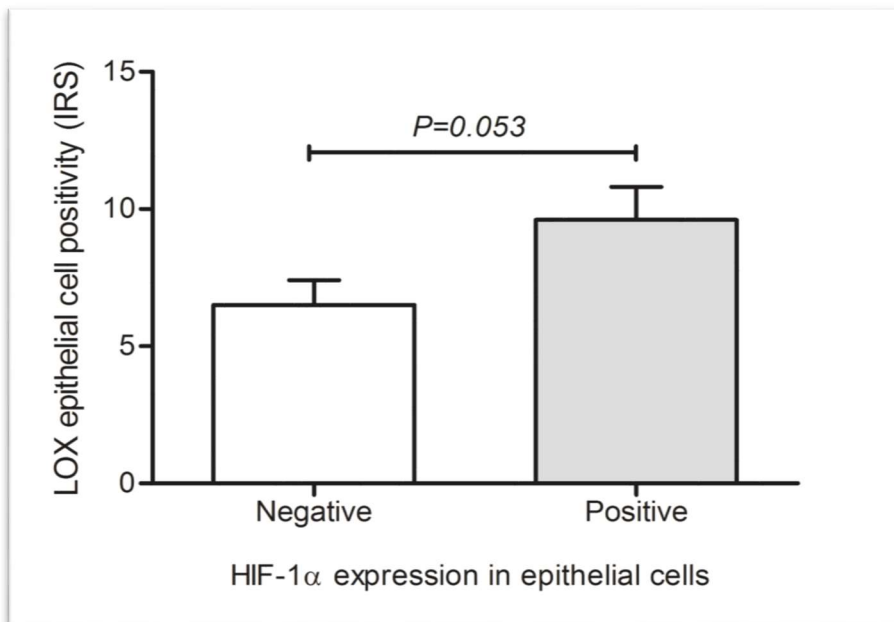 LOX epithelial cell positivity (IRS)
15
10
5
0
P=0.053
Negative
Positive
HIF-1α expression in epithelial cells